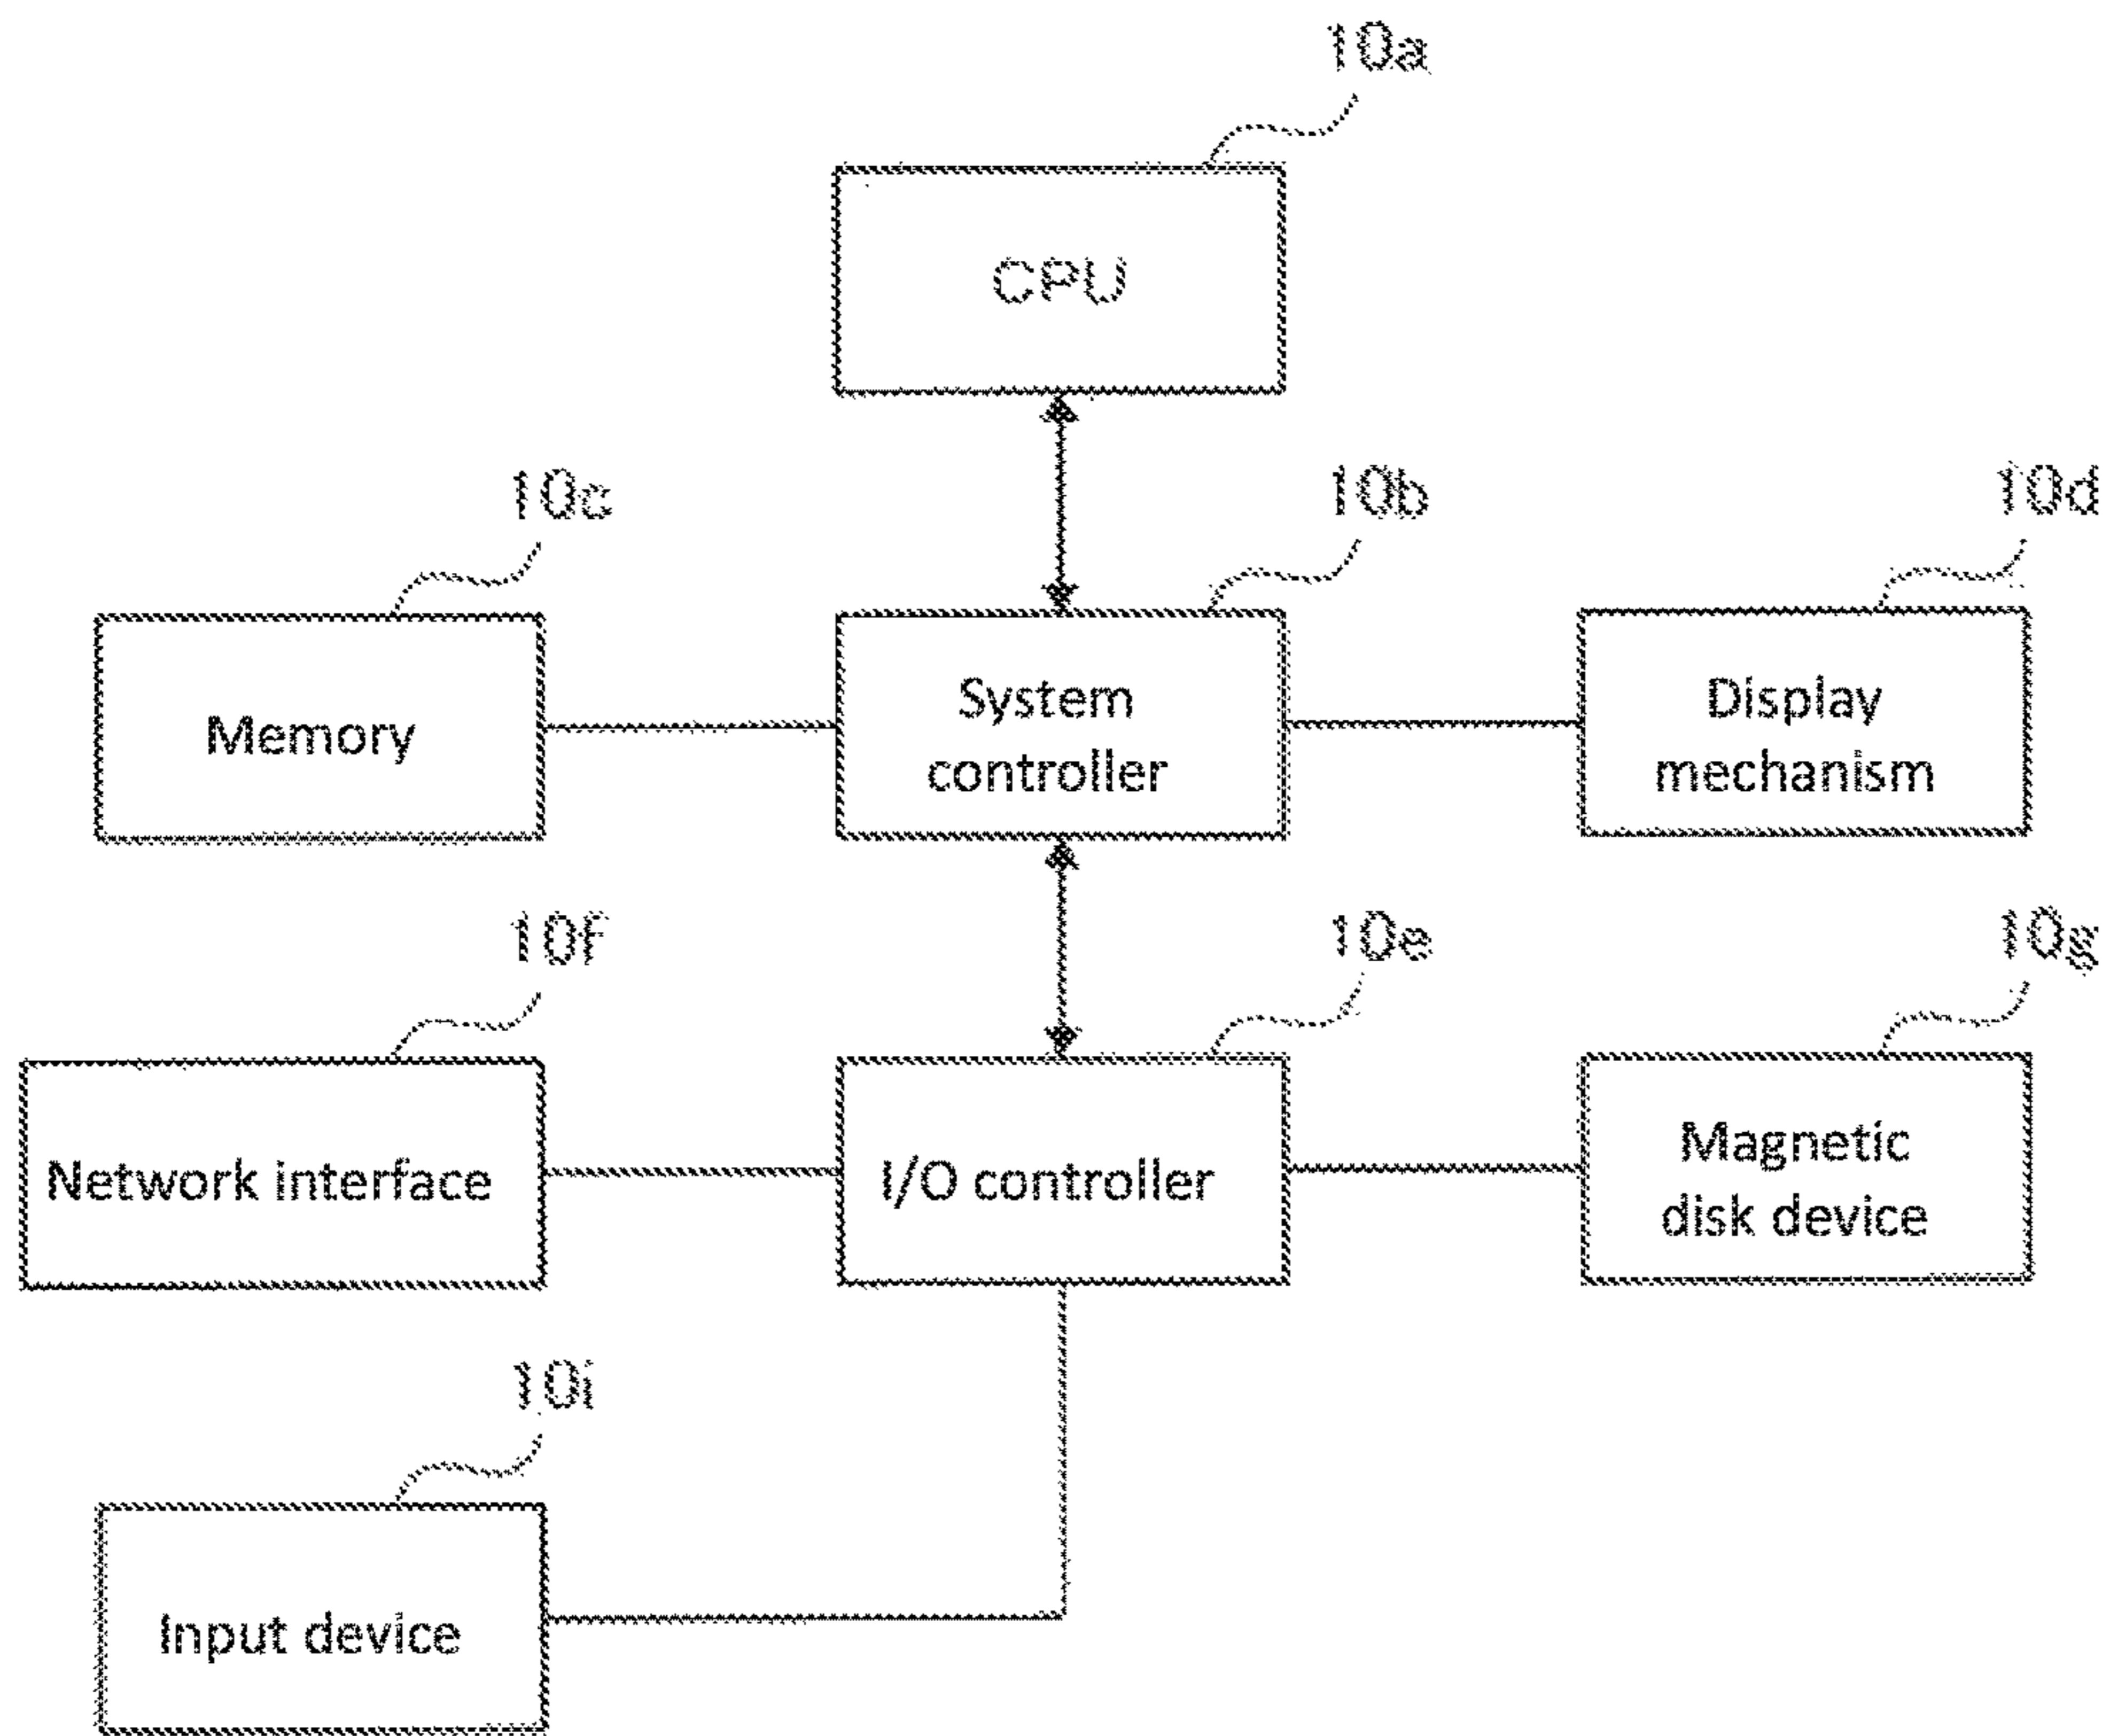 10a
CPU
10c
10b
10d
Memory
System
controller
Display
mechanism
10f
10e
10g
Network interface
I/O controller
Magnetic
disk device
10i
Input device